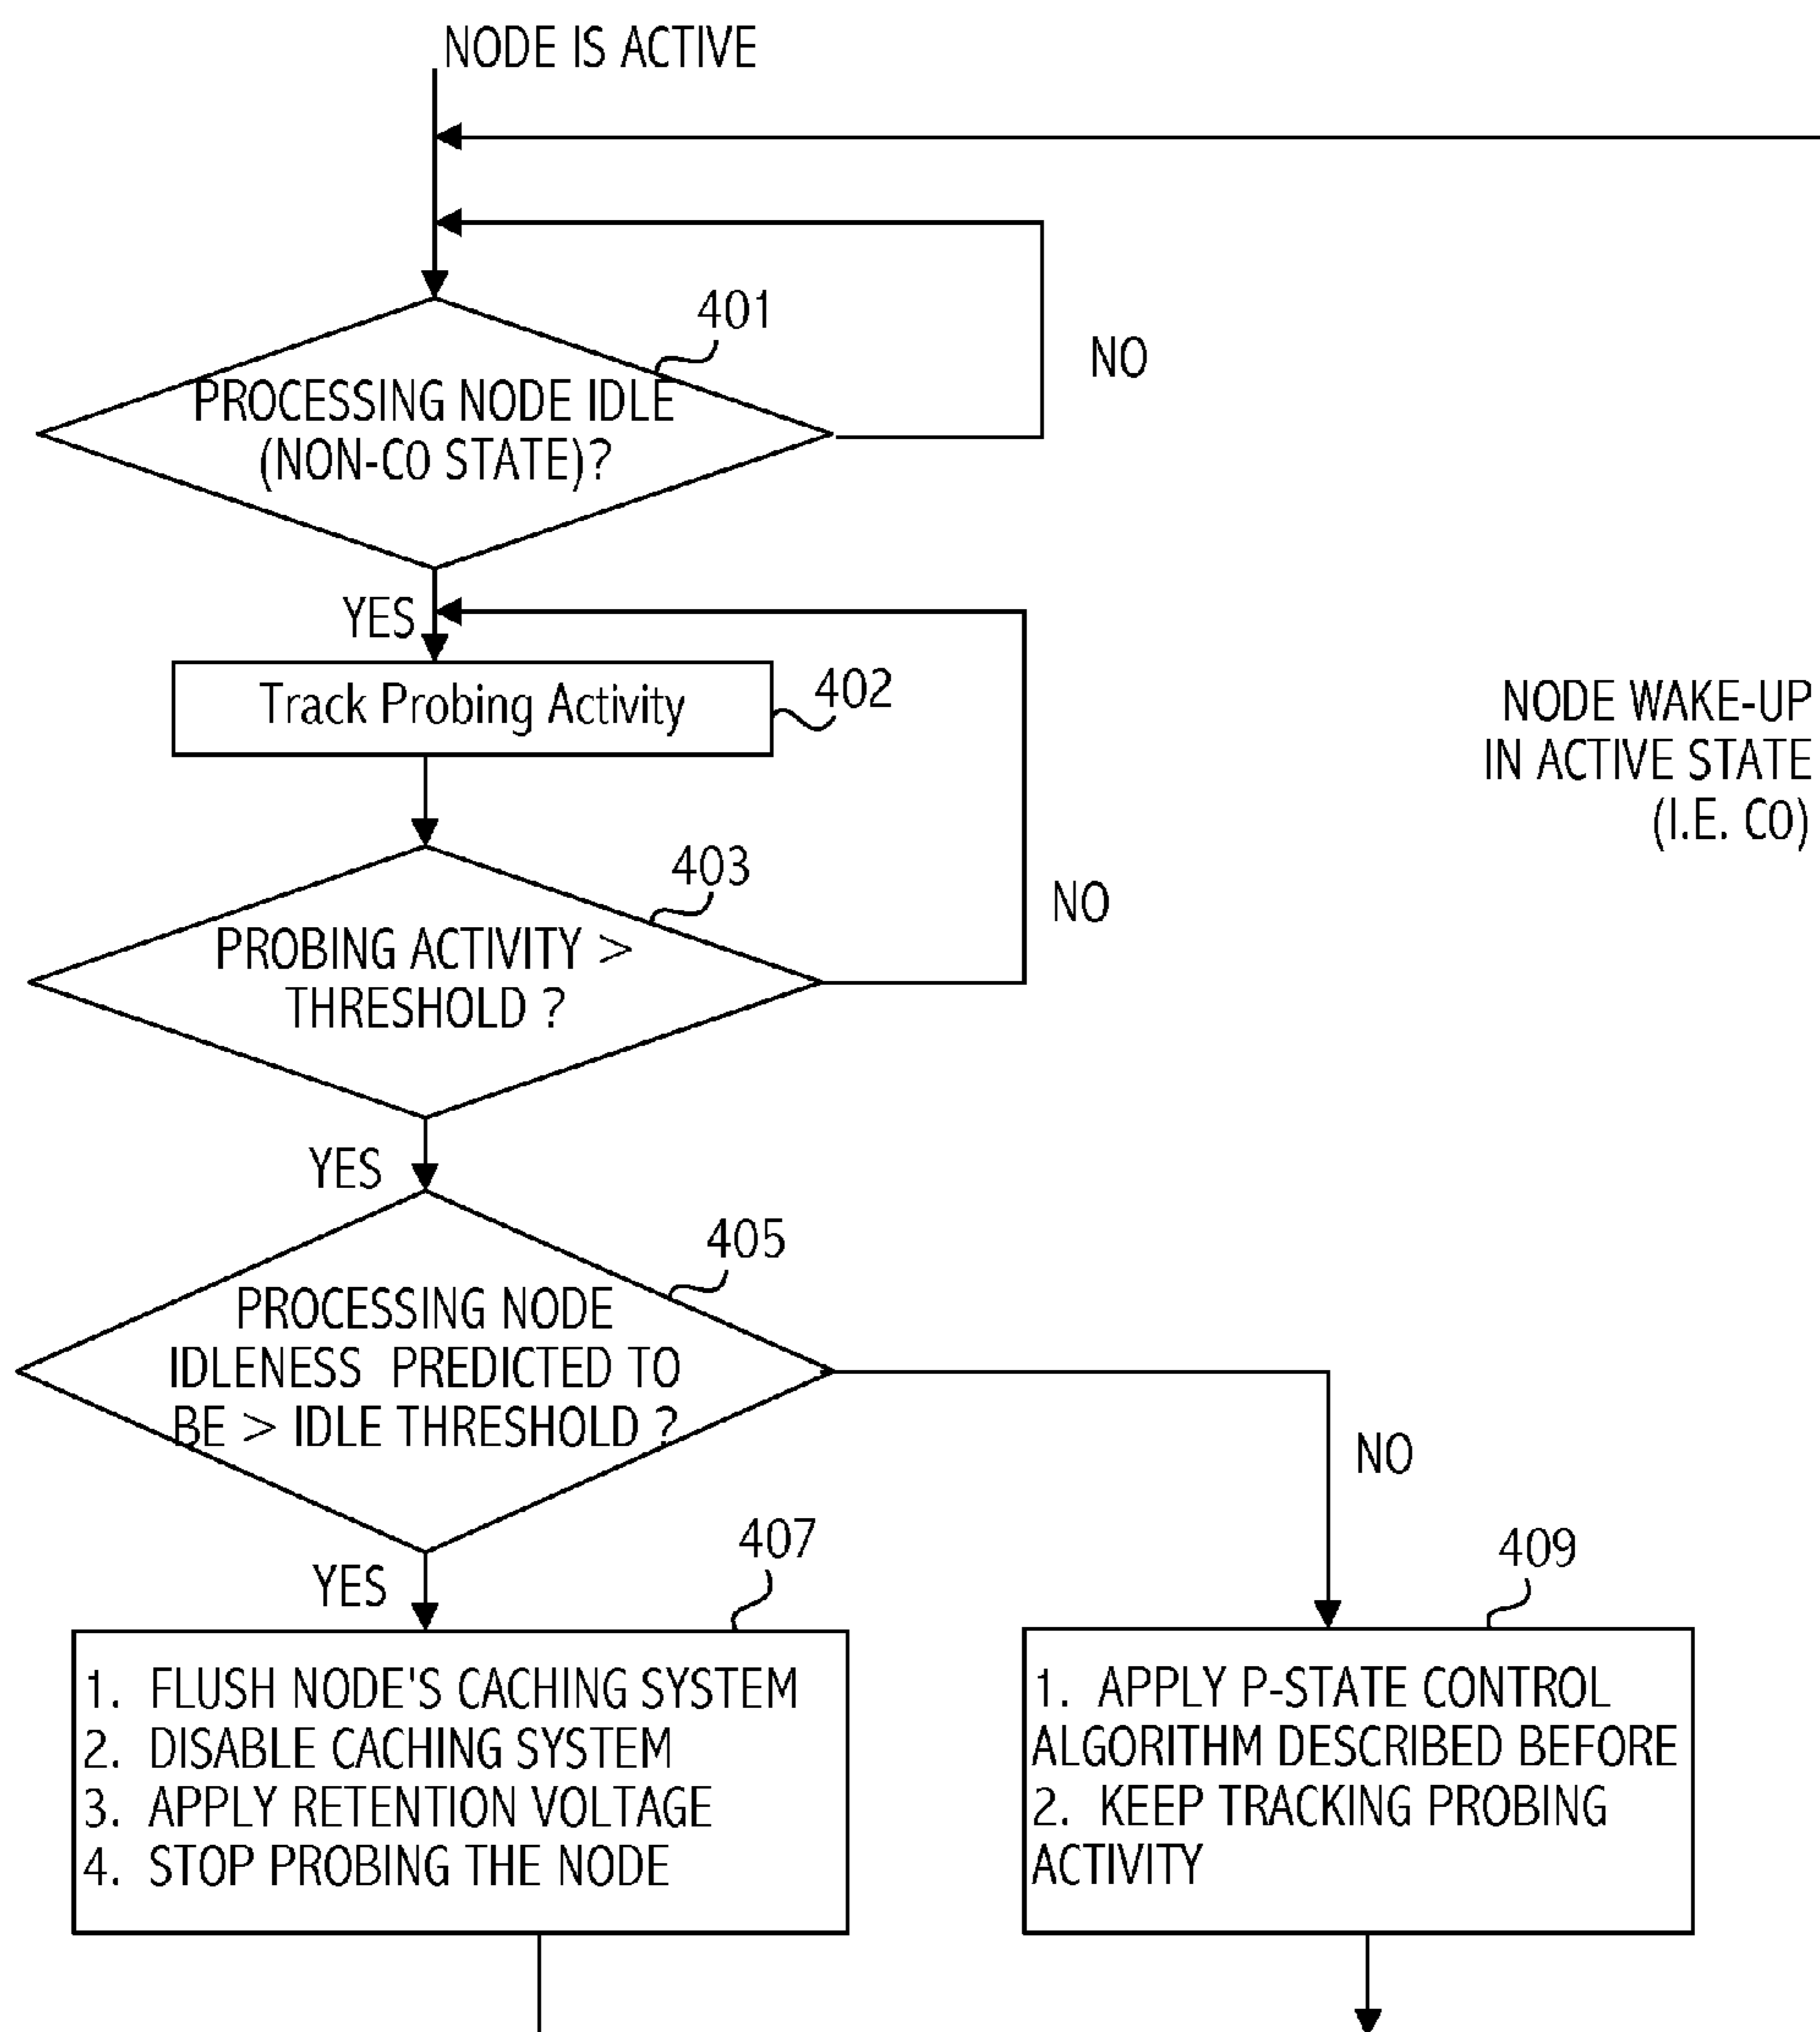 NODE IS ACTIVE
401
NO
PROCESSING NODE IDLE
(NON-C0 STATE)?
YES
Track Probing Activity
402
NODE WAKE-UP
IN ACTIVE STATE
(I.E. C0)
403
NO
PROBING ACTIVITY >
THRESHOLD ?
YES
405
PROCESSING NODE
IDLENESS PREDICTED TO
BE > IDLE THRESHOLD ?
NO
YES
407
409
1. FLUSH NODE'S CACHING SYSTEM
2. DISABLE CACHING SYSTEM
3. APPLY RETENTION VOLTAGE
4. STOP PROBING THE NODE
1. APPLY P-STATE CONTROL
ALGORITHM DESCRIBED BEFORE
2. KEEP TRACKING PROBING
ACTIVITY